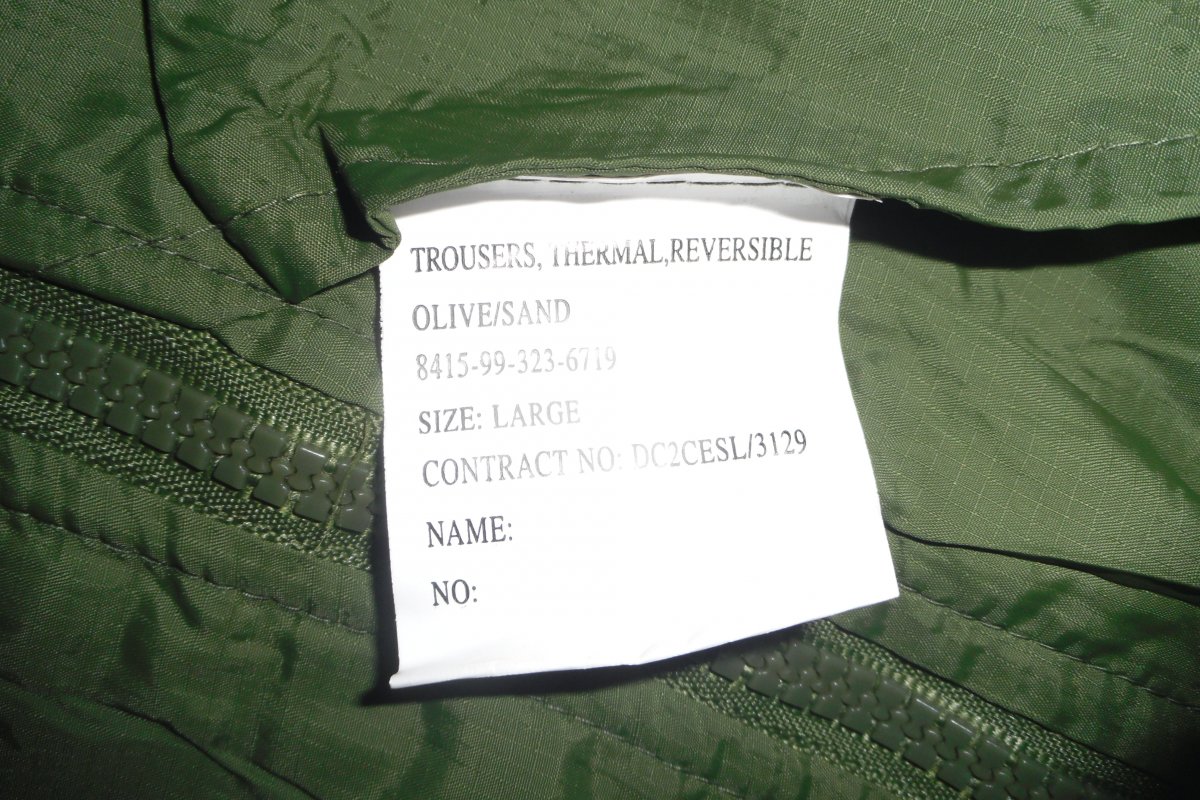 TROUSERS, THERMAL,REVERSIBLE
OLIVE/SAND
8415-99-323-6719
SIZE: LARGE
CONTRACT NO: DC2CESL/3129
NAME:
NO: